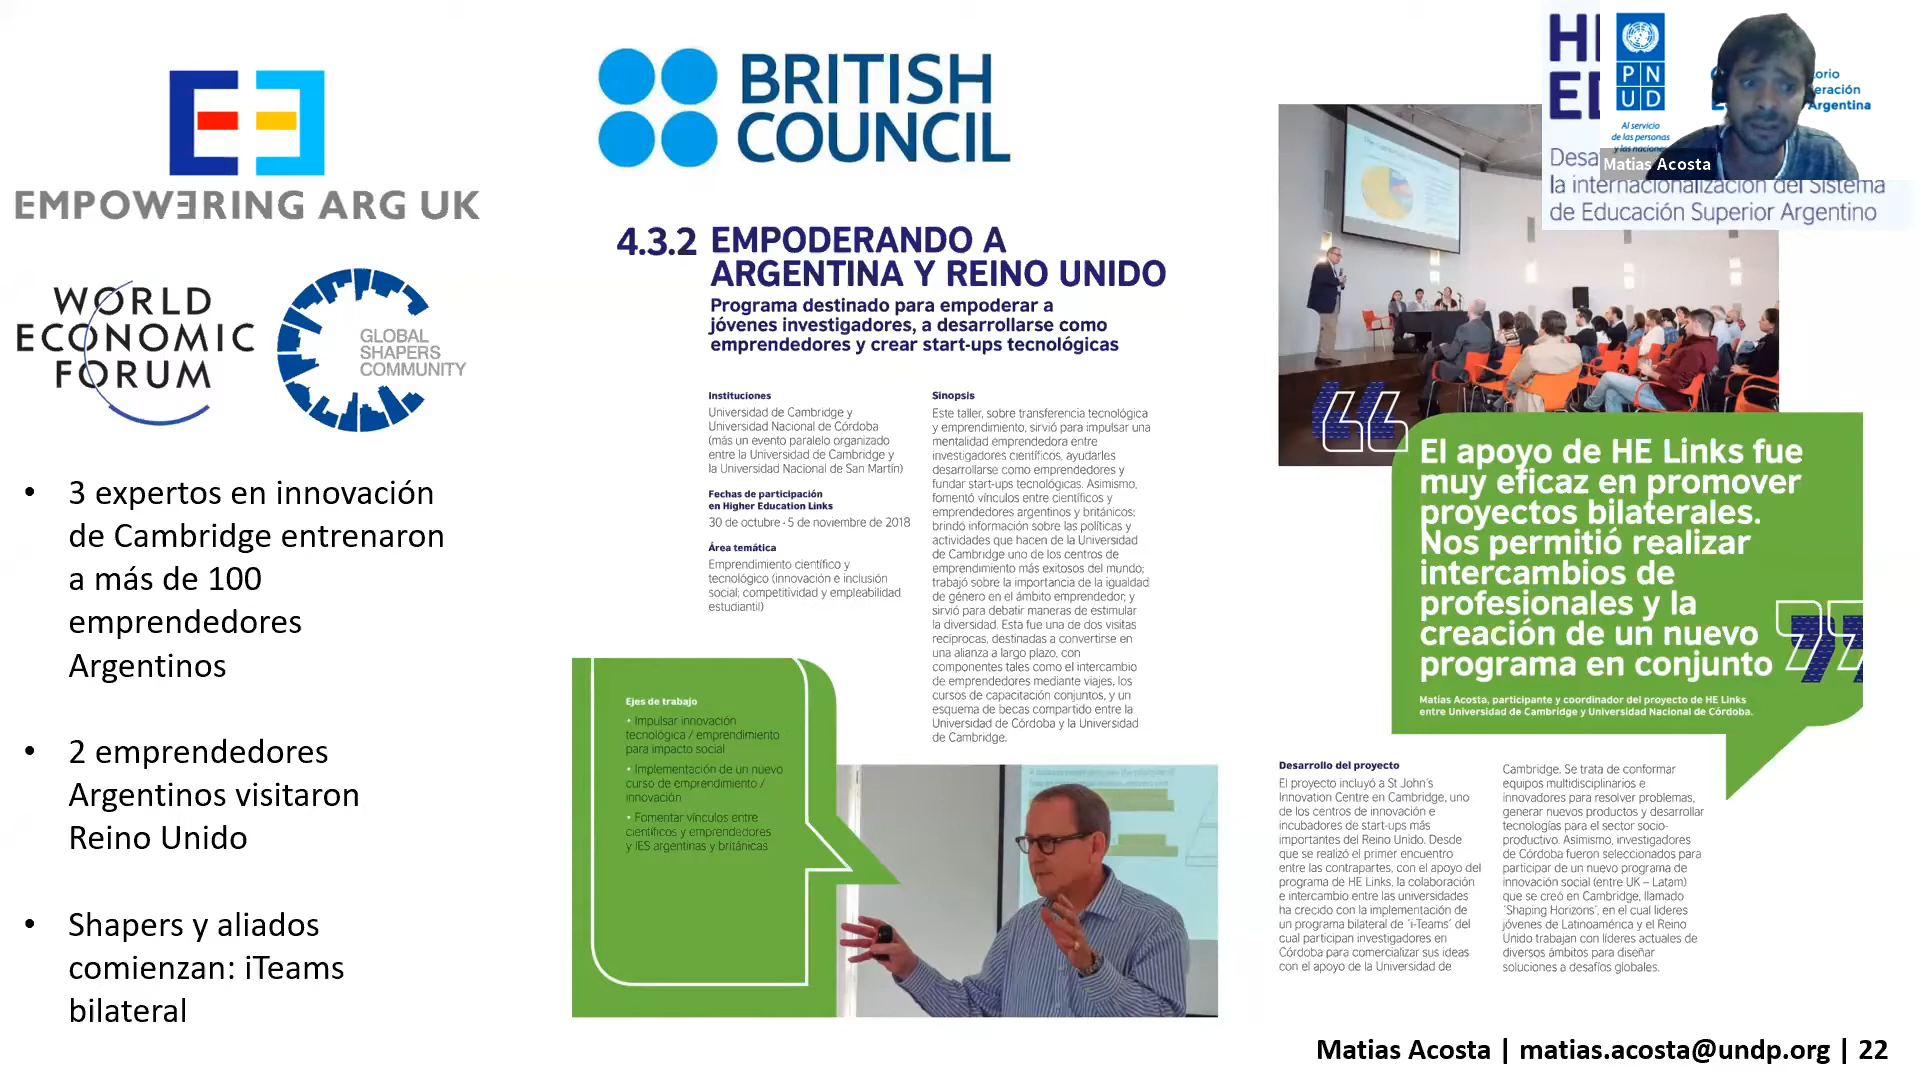 EMPOWƎRING ARG UK
WORLD
ECONOMIC
FORUM
GLOBAL
SHAPERS
COMMUNITY
• 3 expertos en innovación
de Cambridge entrenaron
a más de 100
emprendedores
Argentinos
• 2 emprendedores
Argentinos visitaron
Reino Unido
• Shapers y aliados
comienzan: iTeams
bilateral
BRITISH
COUNCIL
4.3.2 EMPODERANDO A
ARGENTINA Y REINO UNIDO
Programa destinado para empoderar a
jóvenes investigadores, a desarrollarse como
emprendedores y crear start-ups tecnológicas
Instituciones
Universidad de Cambridge y
Universidad Nacional de Córdoba
(más un evento paralelo organizado
entre la Universidad de Cambridge y
la Universidad Nacional de San Martín)
Fechas de participación
en Higher Education Links
30 de octubre - 5 de noviembre de 2018
Área temática
Emprendimiento científico y
tecnológico (innovación e inclusión
social; competitividad y empleabilidad
estudiantil)
Sinopsis
Este taller, sobre transferencia tecnológica
y emprendimiento, sirvió para impulsar una
mentalidad emprendedora entre
investigadores científicos, ayudarles
desarrollarse como emprendedores y
fundar start-ups tecnológicas. Asimismo,
fomentó vínculos entre científicos y
emprendedores argentinos y británicos;
brindó información sobre las políticas y
actividades que hacen de la Universidad
de Cambridge uno de los centros de
emprendimiento más exitosos del mundo;
trabajó sobre la importancia de la igualdad
de género en el ámbito emprendedor; y
sirvió para debatir maneras de estimular
la diversidad. Esta fue una de dos visitas
recíprocas, destinadas a convertirse en
una alianza a largo plazo, con
componentes tales como el intercambio
de emprendedores mediante viajes, los
cursos de capacitación conjuntos, y un
esquema de becas compartido entre la
Universidad de Córdoba y la Universidad
de Cambridge.
Ejes de trabajo
• Impulsar innovación
tecnológica / emprendimiento
para impacto social
• Implementación de un nuevo
curso de emprendimiento /
innovación
• Fomentar vínculos entre
científicos y emprendedores
y IES argentinas y británicas
PNUD
Al servicio
de las personas
y las naciones
Argentina
Matias Acosta
la internacionalización del Sistema
de Educación Superior Argentino
“ El apoyo de HE Links fue
muy eficaz en promover
proyectos bilaterales.
Nos permitió realizar
intercambios de
profesionales y la
creación de un nuevo
programa en conjunto ”
Matías Acosta, participante y coordinador del proyecto de HE Links
entre Universidad de Cambridge y Universidad Nacional de Córdoba.
Desarrollo del proyecto
El proyecto incluyó a St John's
Innovation Centre en Cambridge, uno
de los centros de innovación e
incubadores de start-ups más
importantes del Reino Unido. Desde
que se realizó el primer encuentro
entre las contrapartes, con el apoyo del
programa de HE Links, la colaboración
e intercambio entre las universidades
ha crecido con la implementación de
un programa bilateral de 'i-Teams' del
cual participan investigadores en
Córdoba para comercializar sus ideas
con el apoyo de la Universidad de
Cambridge. Se trata de conformar
equipos multidisciplinarios e
innovadores para resolver problemas,
generar nuevos productos y desarrollar
tecnologías para el sector socio-
productivo. Asimismo, investigadores
de Córdoba fueron seleccionados para
participar de un nuevo programa de
innovación social (entre UK – Latam)
que se creó en Cambridge, llamado
'Shaping Horizons', en el cual líderes
jóvenes de Latinoamérica y el Reino
Unido trabajan con líderes actuales de
diversos ámbitos para diseñar
soluciones a desafíos globales.
Matias Acosta | matias.acosta@undp.org | 22